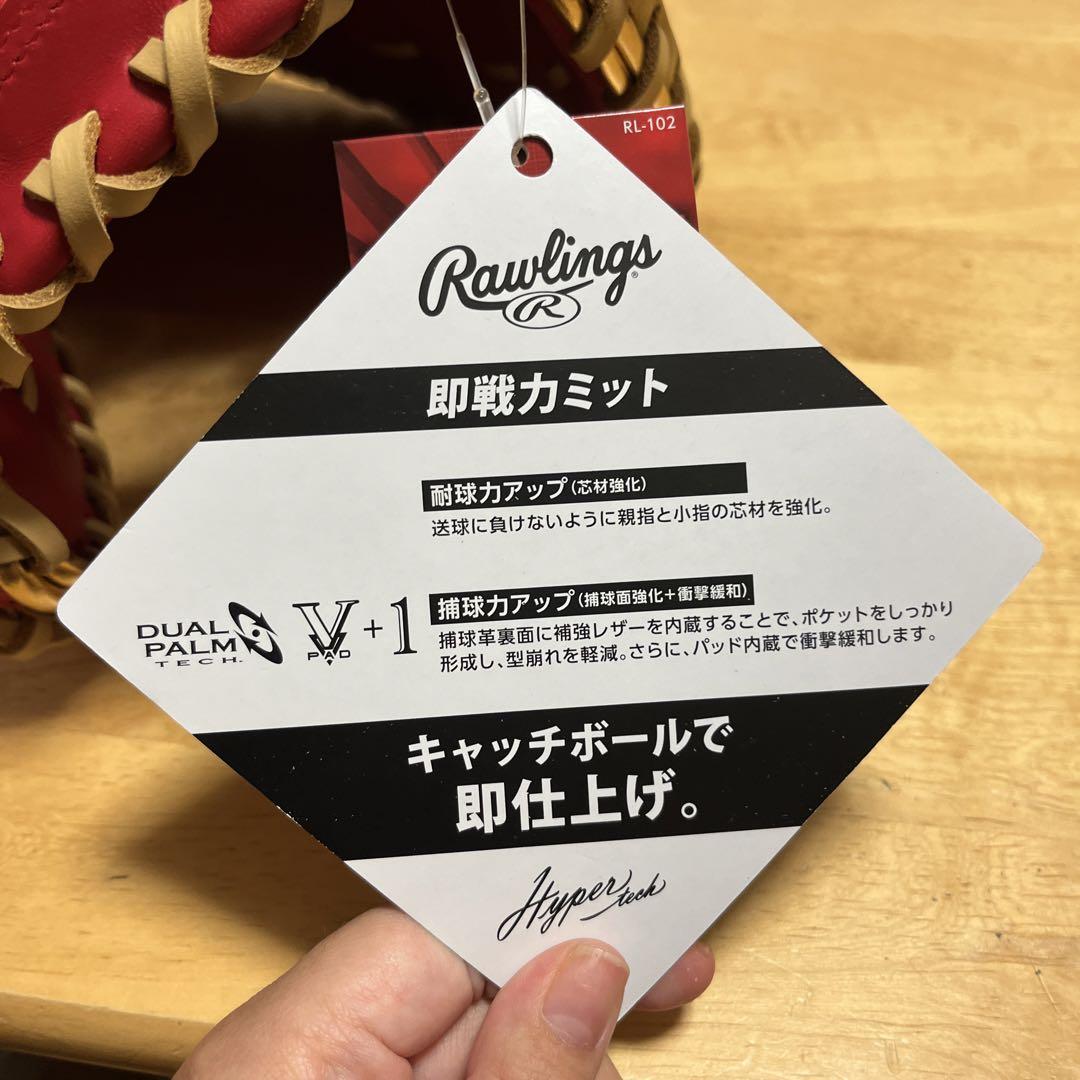 RL-102
Rawlings
R
即戦力ミット
耐球力アップ(芯材強化)
送球に負けないように親指と小指の芯材を強化。
DUAL
PALM
TECH.
V
PAD
+1
捕球力アップ(捕球面強化+衝撃緩和)
捕球革裏面に補強レザーを内蔵することで、ポケットをしっかり
形成し、型崩れを軽減。さらに、パッド内蔵で衝撃緩和します。
キャッチボールで
即仕上げ。
Hyper tech